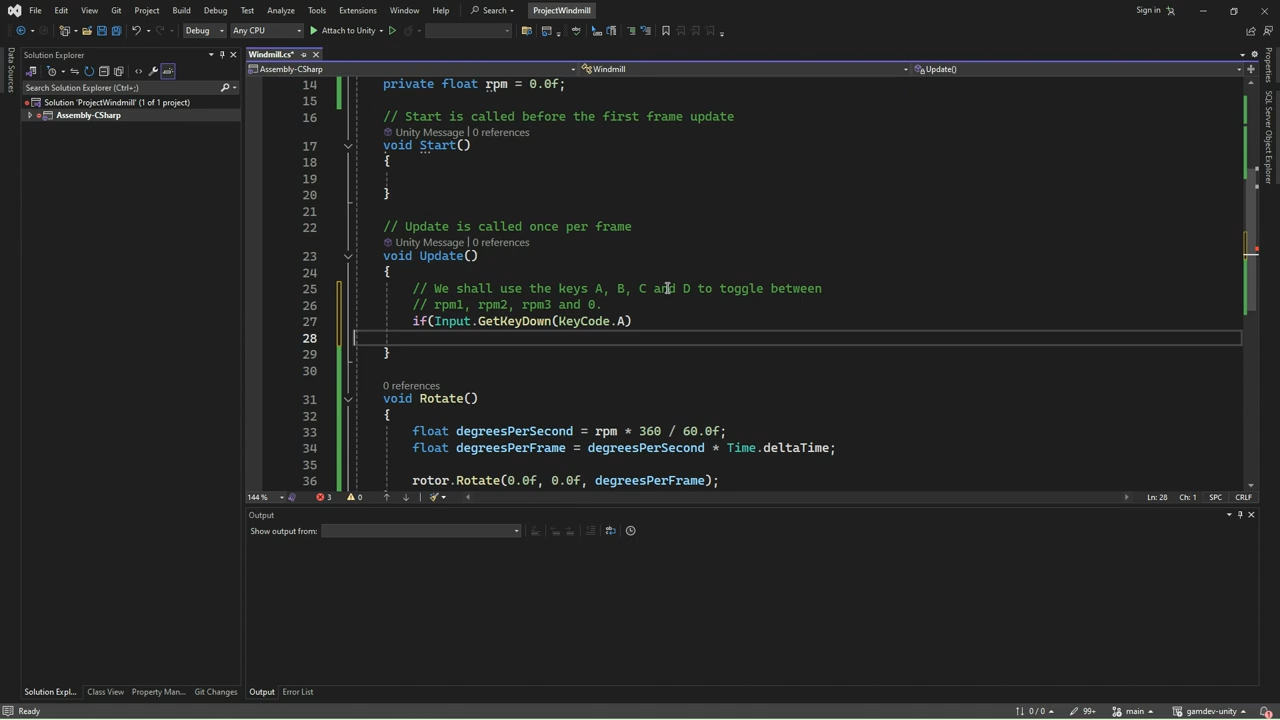 File Edit View Git Project Build Debug Test Analyze Tools Extensions Window Help Search ProjectWindmill Sign in
Debug Any CPU Attach to Unity
Data Sources
Solution Explorer
Search Solution Explorer (Ctrl+;)
Solution 'ProjectWindmill' (1 of 1 project)
Assembly-CSharp
Windmill.cs*
Assembly-CSharp Windmill Update()
14 private float rpm = 0.0f;
15
16 // Start is called before the first frame update
Unity Message | 0 references
17 void Start()
18 {
19
20 }
21
22 // Update is called once per frame
Unity Message | 0 references
23 void Update()
24 {
25 // We shall use the keys A, B, C and D to toggle between
26 // rpm1, rpm2, rpm3 and 0.
27 if(Input.GetKeyDown(KeyCode.A)
28
29 }
30
0 references
31 void Rotate()
32 {
33 float degreesPerSecond = rpm * 360 / 60.0f;
34 float degreesPerFrame = degreesPerSecond * Time.deltaTime;
35
36 rotor.Rotate(0.0f, 0.0f, degreesPerFrame);
144 % 3 0 Ln: 28 Ch: 1 SPC CRLF
Output
Show output from:
Properties
SQL Server Object Explorer
Solution Expl... Class View Property Man... Git Changes Output Error List
Ready 0 / 0 99+ main gamdev-unity 1